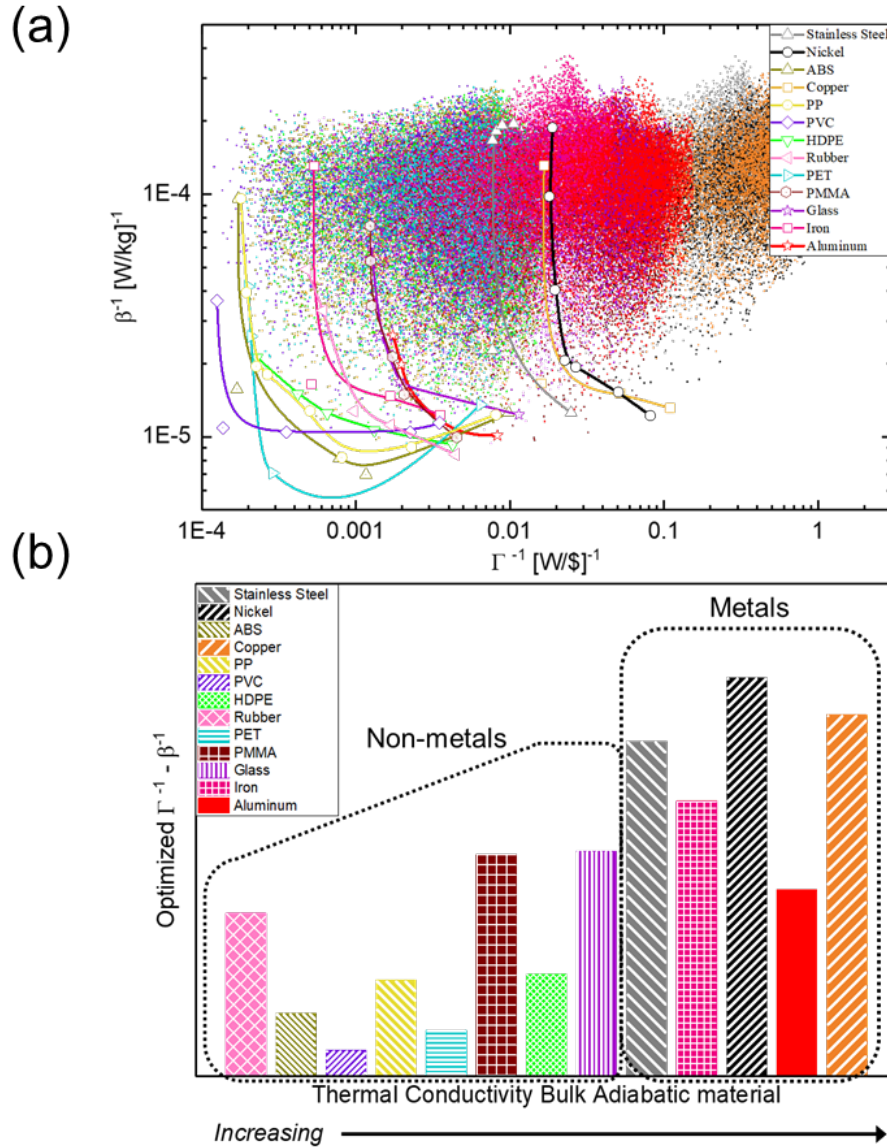 (a)
Stainless Steel
Nickel
ABS
Copper
PP
PVC
HDPE
Rubber
PET
PMMA
Glass
Iron
Aluminum
1E-4
1E-5
β⁻¹ [W/kg]⁻¹
1E-4 0.001 0.01 0.1 1
Γ⁻¹ [W/$]⁻¹
(b)
Stainless Steel
Nickel
ABS
Copper
PP
PVC
HDPE
Rubber
PET
PMMA
Glass
Iron
Aluminum
Metals
Non-metals
Optimized Γ⁻¹ - β⁻¹
Thermal Conductivity Bulk Adiabatic material
Increasing